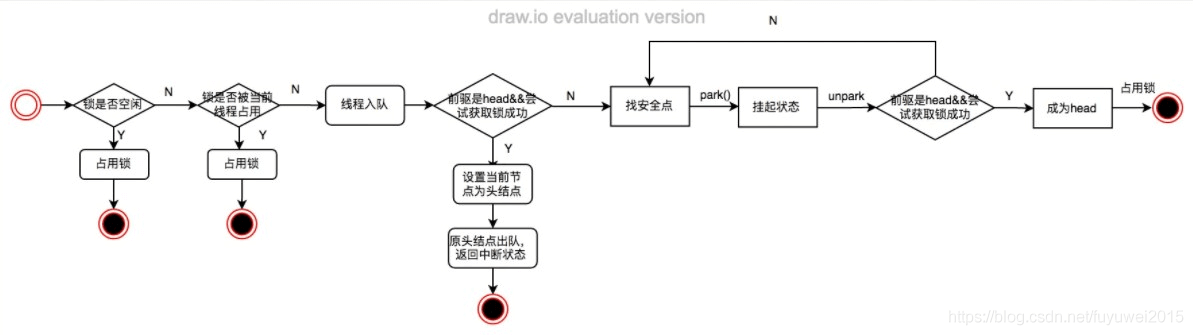 draw.io evaluation version
N
锁是否空闲
N
锁是否被当前
线程占用
N
线程入队
前驱是head&&尝
试获取锁成功
N
找安全点
park()
挂起状态
unpark
前驱是head&&尝
试获取锁成功
Y
成为head
占用锁
Y
占用锁
Y
占用锁
Y
设置当前节
点为头结点
原头结点出队,
返回中断状态
https://blog.csdn.net/fuyuwei2015